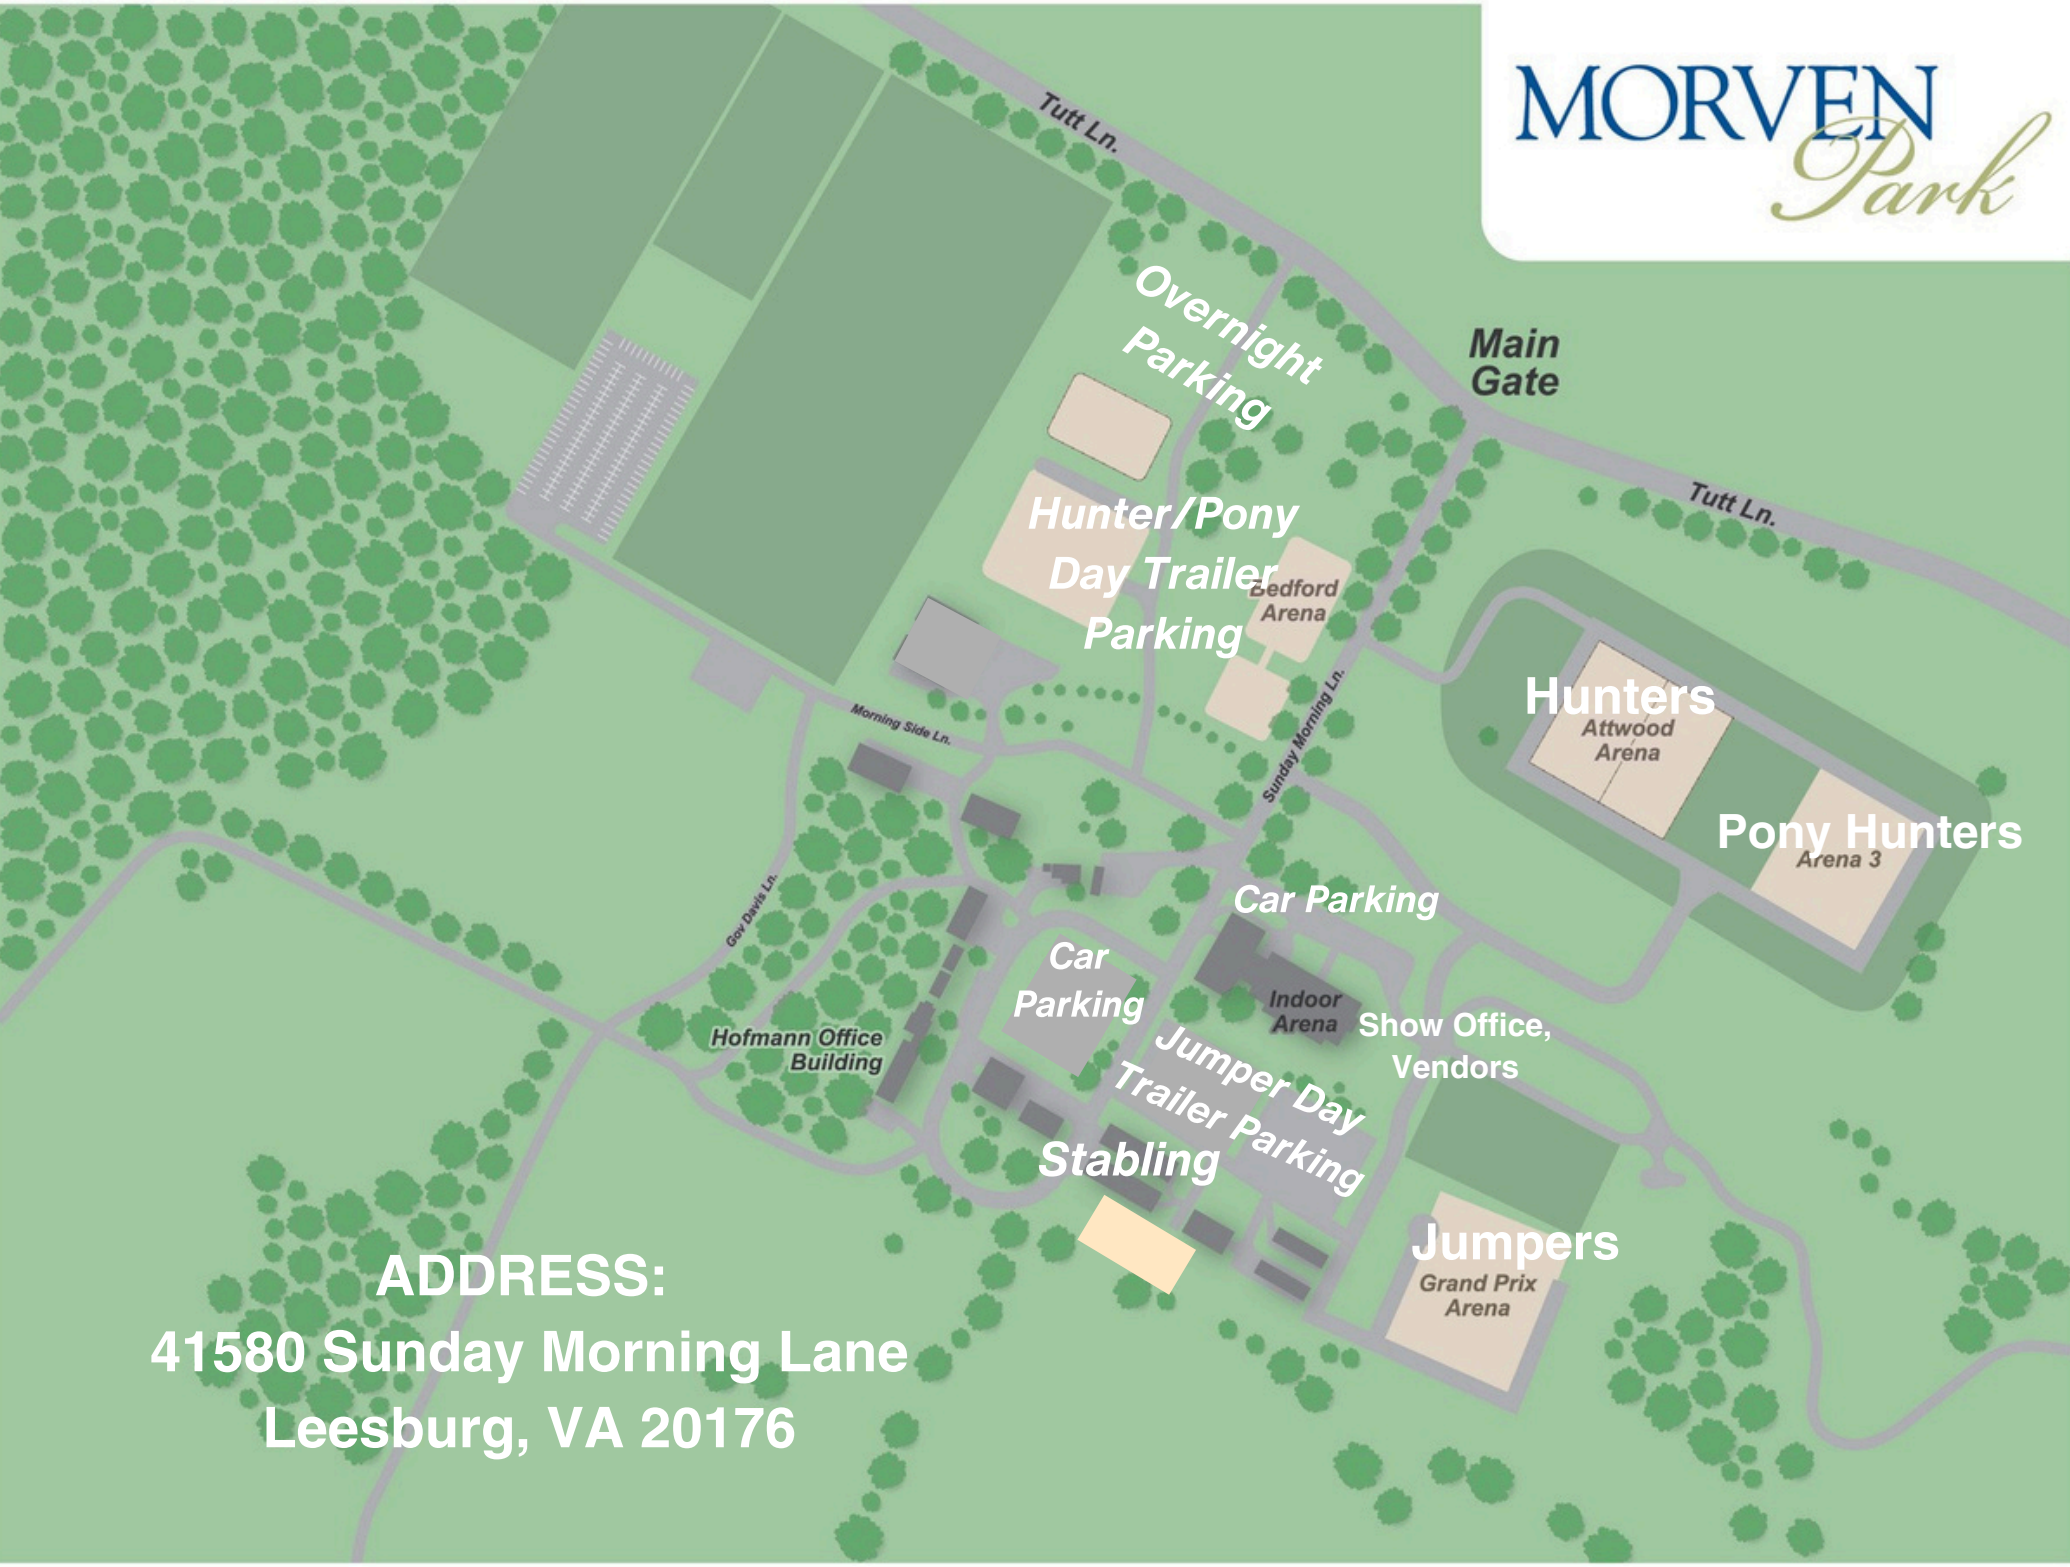 MORVEN
Park
Tutt Ln.
Overnight
Parking
Main
Gate
Tutt Ln.
Hunter/Pony
Day Trailer
Parking
Bedford
Arena
Hunters
Attwood
Arena
Pony Hunters
Arena 3
Morning Side Ln.
Sunday Morning Ln.
Gov Davis Ln.
Car Parking
Car
Parking
Indoor
Arena
Show Office,
Vendors
Hofmann Office
Building
Jumper Day
Trailer Parking
Stabling
Jumpers
Grand Prix
Arena
ADDRESS:
41580 Sunday Morning Lane
Leesburg, VA 20176